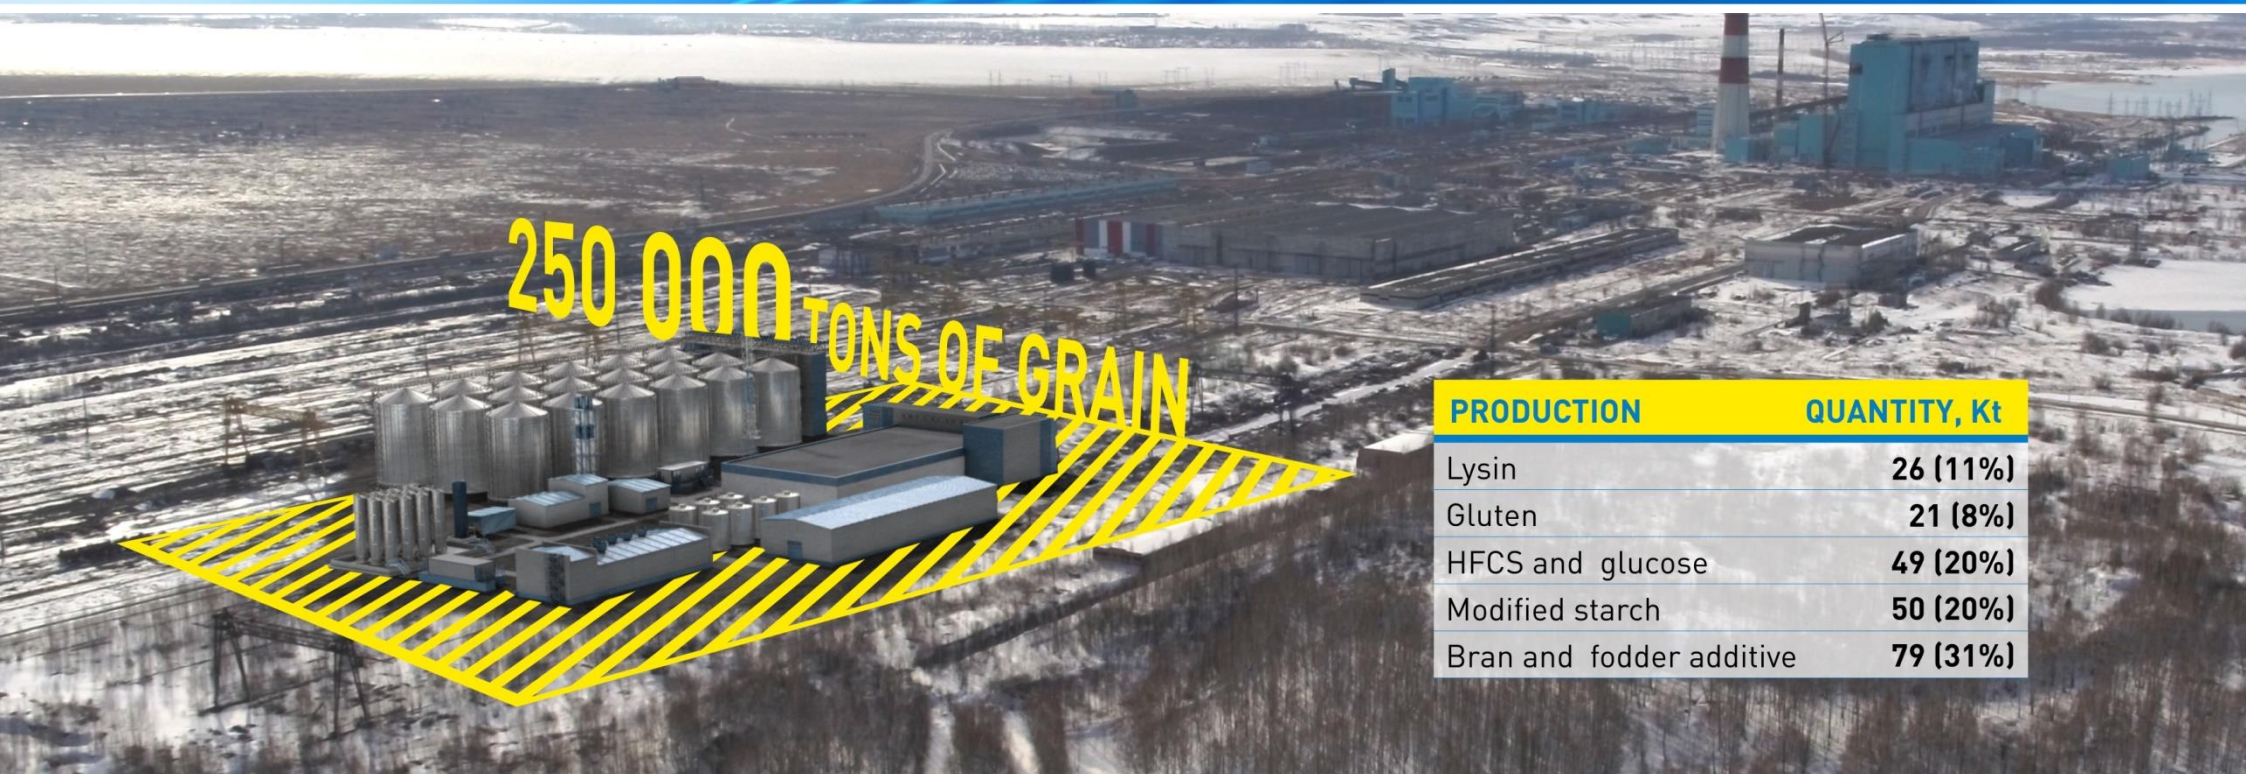 250 000 TONS OF GRAIN
PRODUCTION QUANTITY, Kt
Lysin 26 (11%)
Gluten 21 (8%)
HFCS and glucose 49 (20%)
Modified starch 50 (20%)
Bran and fodder additive 79 (31%)